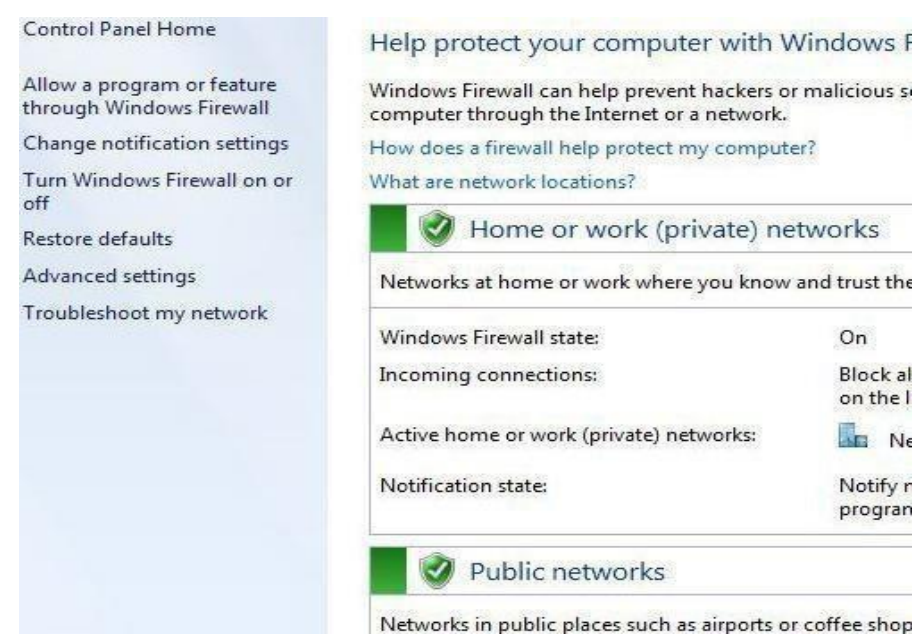 Control Panel Home
Allow a program or feature
through Windows Firewall
Change notification settings
Turn Windows Firewall on or
off
Restore defaults
Advanced settings
Troubleshoot my network
Help protect your computer with Windows
Windows Firewall can help prevent hackers or malicious
computer through the Internet or a network.
How does a firewall help protect my computer?
What are network locations?
Home or work (private) networks
Networks at home or work where you know and trust
Windows Firewall state: On
Incoming connections: Block
on the
Active home or work (private) networks:
Notification state: Notify
Public networks
Networks in public places such as airports or coffee